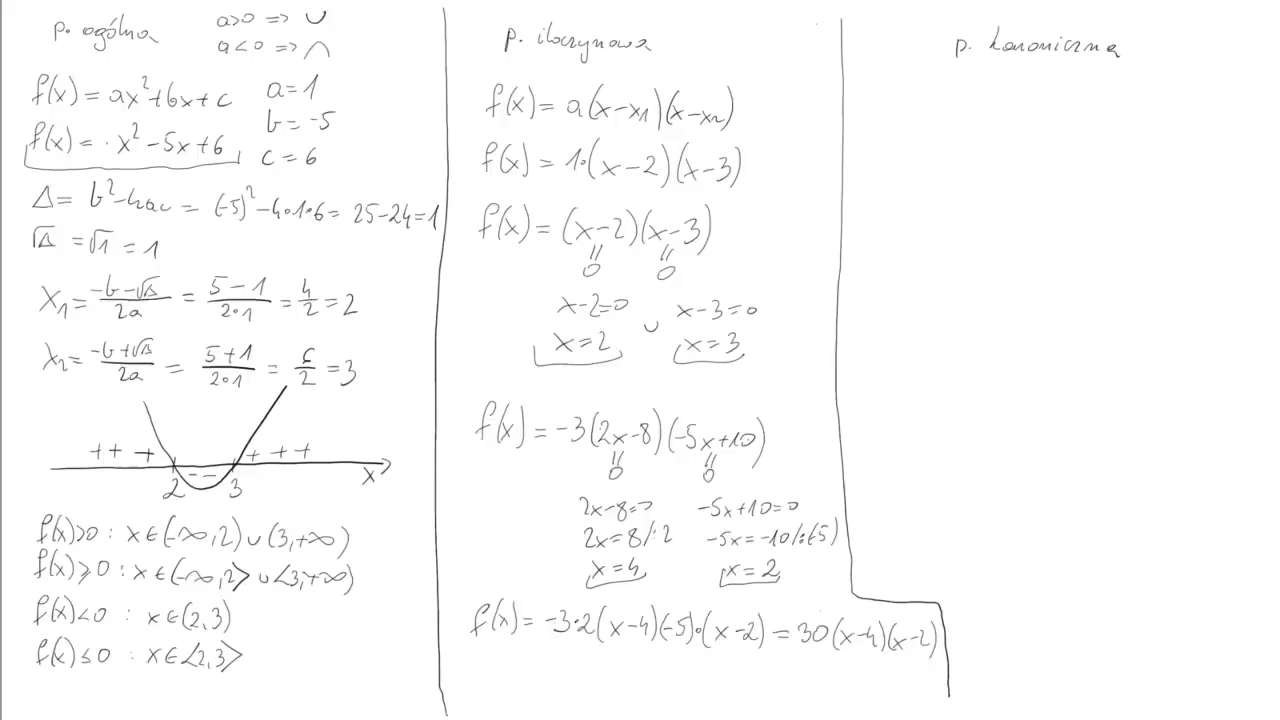 p. ogólna
a>0 => ∪
a<0 => ∩
f(x) = ax²+bx+c
a=1
f(x) = x² - 5x + 6
b = -5
c = 6
Δ = b²-4ac = (-5)² - 4·1·6 = 25-24=1
√Δ = √1 = 1
x₁ = (-b-√Δ)/2a = (5-1)/(2·1) = 4/2 = 2
x₂ = (-b+√Δ)/2a = (5+1)/(2·1) = 6/2 = 3
+ + + - - + + +
2 3 x
f(x)>0 : x∈(-∞,2)∪(3,+∞)
f(x)≥0 : x∈(-∞,2>∪<3,+∞)
f(x)<0 : x∈(2,3)
f(x)≤0 : x∈<2,3>
p. iloczynowa
f(x) = a(x-x₁)(x-x₂)
f(x) = 1·(x-2)(x-3)
f(x) = (x-2)(x-3)
= =
0 0
x-2=0 ∪ x-3=0
x=2 x=3
f(x) = -3(2x-8)(-5x+10)
= =
0 0
2x-8=0 -5x+10=0
2x=8/:2 -5x=-10/:(-5)
x=4 x=2
f(x) = -3·2(x-4)(-5)·(x-2) = 30(x-4)(x-2)
p. kanoniczna